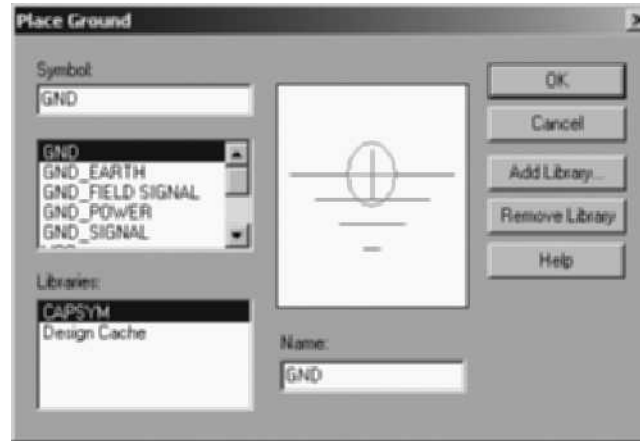 Place Ground
Symbol:
GND
GND
GND_EARTH
GND_FIELD SIGNAL
GND_POWER
GND_SIGNAL
Libraries:
CAPSYM
Design Cache
Name:
GND
OK
Cancel
Add Library...
Remove Library
Help